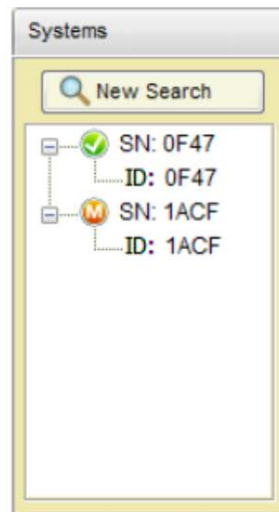 Systems
New Search
SN: 0F47
ID: 0F47
M SN: 1ACF
ID: 1ACF